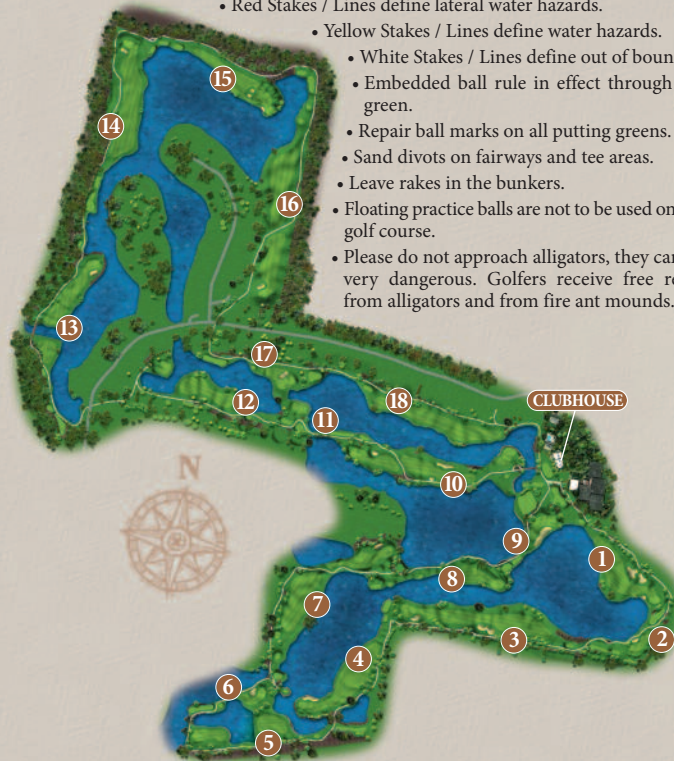 • Red Stakes / Lines define lateral water hazards.
• Yellow Stakes / Lines define water hazards.
• White Stakes / Lines define out of
• Embedded ball rule in effect through
green.
• Repair ball marks on all putting greens.
• Sand divots on fairways and tee areas.
• Leave rakes in the bunkers.
• Floating practice balls are not to be used on
golf course.
• Please do not approach alligators, they
very dangerous. Golfers receive free
from alligators and from fire ant mounds.
15
14
16
13
17
12
18
11
CLUBHOUSE
10
9
1
8
7
3
2
4
6
5
N